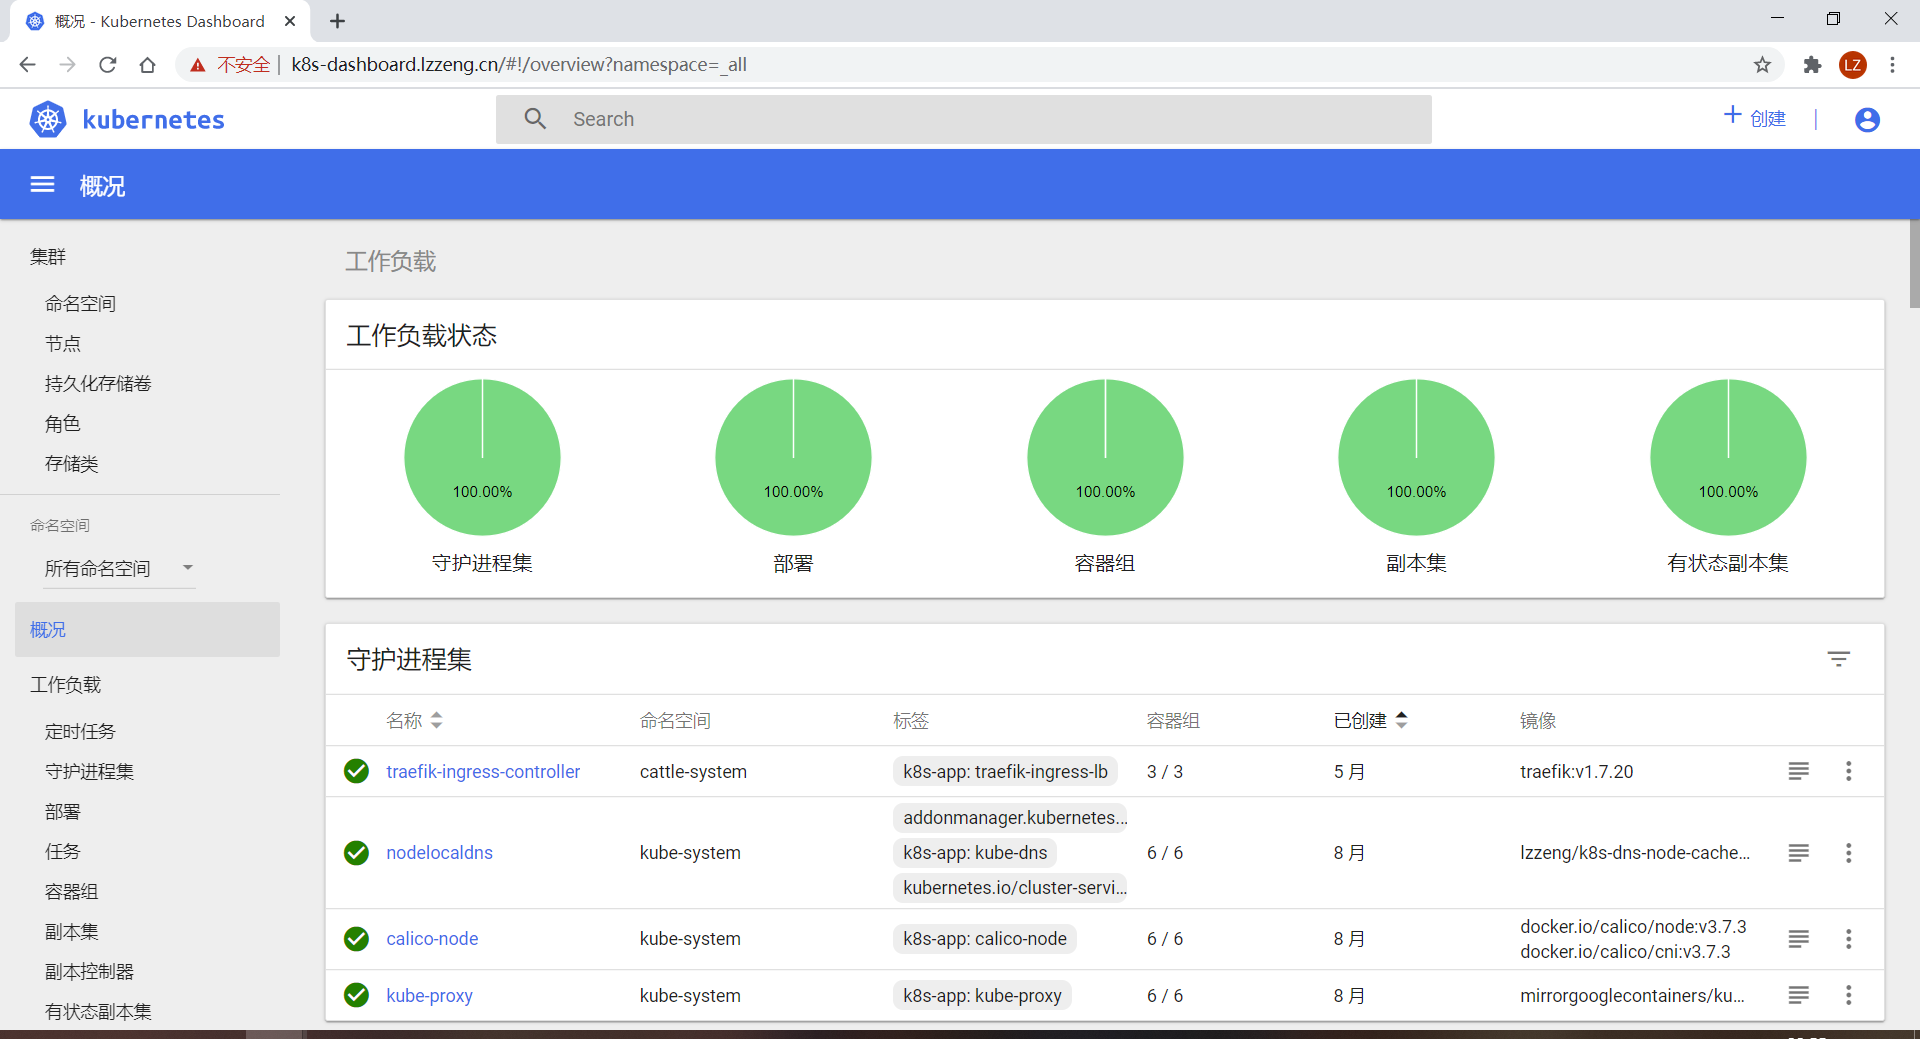 概况 - Kubernetes Dashboard
不安全 | k8s-dashboard.lzzeng.cn/#!/overview?namespace=_all
LZ
kubernetes
Search
创建
概况
集群
命名空间
节点
持久化存储卷
角色
存储类
命名空间
所有命名空间
概况
工作负载
定时任务
守护进程集
部署
任务
容器组
副本集
副本控制器
有状态副本集
工作负载
工作负载状态
100.00% 100.00% 100.00% 100.00% 100.00%
守护进程集 部署 容器组 副本集 有状态副本集
守护进程集
名称 命名空间 标签 容器组 已创建 镜像
traefik-ingress-controller cattle-system k8s-app: traefik-ingress-lb 3 / 3 5 月 traefik:v1.7.20
addonmanager.kubernetes...
nodelocaldns kube-system k8s-app: kube-dns 6 / 6 8 月 lzzeng/k8s-dns-node-cache...
kubernetes.io/cluster-servi...
calico-node kube-system k8s-app: calico-node 6 / 6 8 月 docker.io/calico/node:v3.7.3
docker.io/calico/cni:v3.7.3
kube-proxy kube-system k8s-app: kube-proxy 6 / 6 8 月 mirrorgooglecontainers/ku...